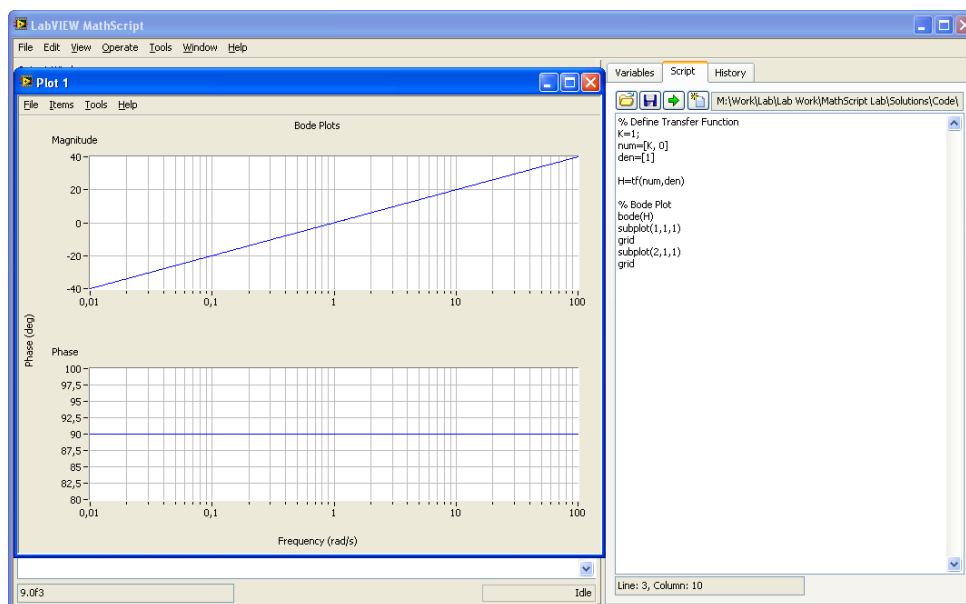 LabVIEW MathScript
File Edit View Operate Tools Window Help
Plot 1
File Items Tools Help
Bode Plots
Magnitude
40
20
0
-20
-40
0,01 0,1 1 10 100
Phase (deg)
Phase
100
97,5
95
92,5
90
87,5
85
82,5
80
0,01 0,1 1 10 100
Frequency (rad/s)
9.0f3
Idle
Variables Script History
M:\Work\Lab\Lab Work\MathScript Lab\Solutions\Code\
% Define Transfer Function
K=1;
num=[K, 0]
den=[1]
H=tf(num,den)
% Bode Plot
bode(H)
subplot(1,1,1)
grid
subplot(2,1,1)
grid
Line: 3, Column: 10